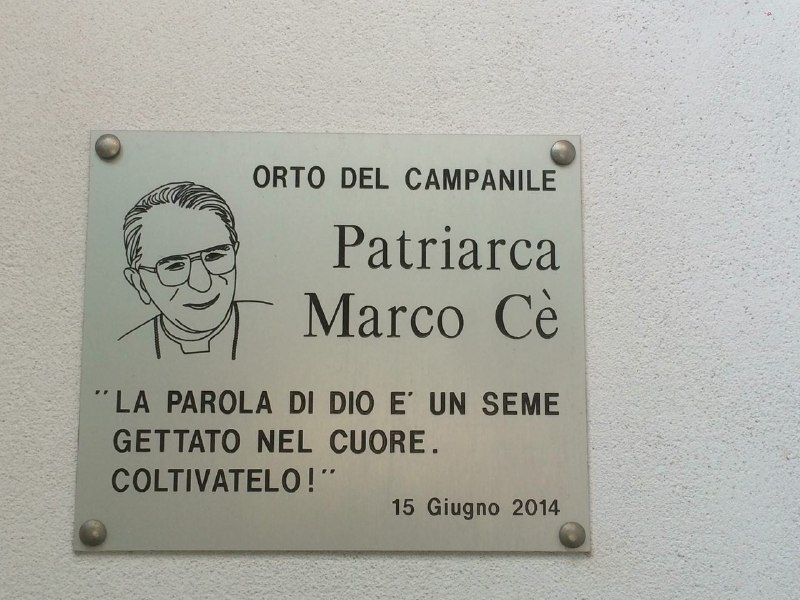 ORTO DEL CAMPANILE
Patriarca
Marco Cè
"LA PAROLA DI DIO E' UN SEME
GETTATO NEL CUORE.
COLTIVATELO!"
15 Giugno 2014